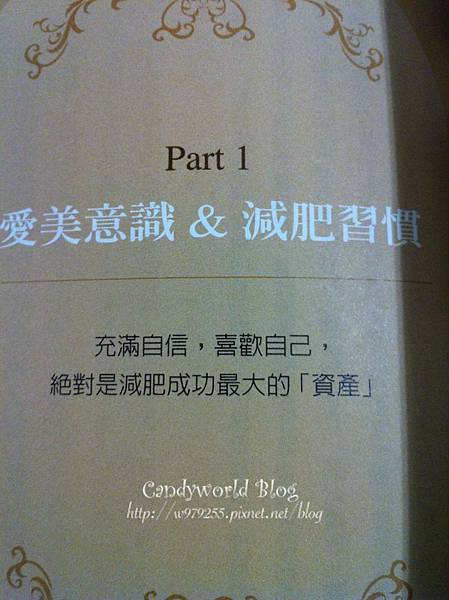 Part 1
愛美意識 & 減肥習慣
充滿自信，喜歡自己，
絕對是減肥成功最大的「資產」
Candyworld Blog
http://w979255.pixnet.net/blog